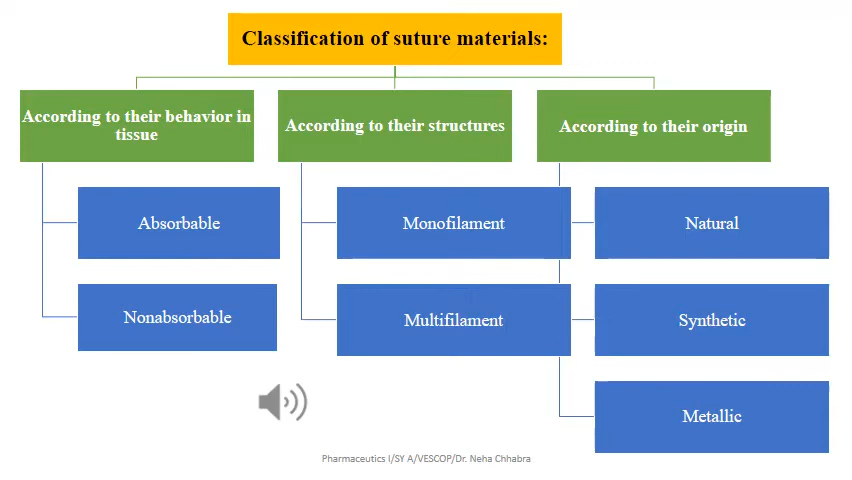 Classification of suture materials:
According to their behavior in
tissue
According to their structures
According to their origin
Absorbable
Monofilament
Natural
Nonabsorbable
Multifilament
Synthetic
Metallic
Pharmaceutics I/SY A/VESCOP/Dr. Neha Chhabra